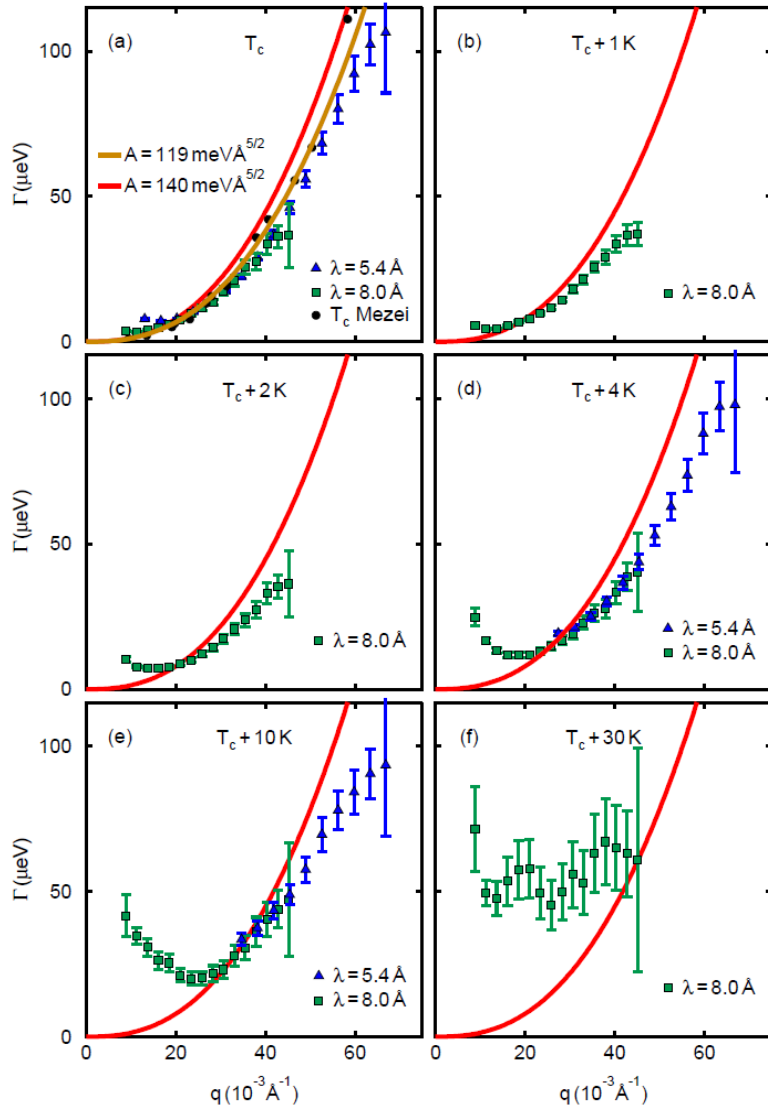 (a) T_c
A = 119 meVÅ^5/2
A = 140 meVÅ^5/2
λ = 5.4 Å
λ = 8.0 Å
T_c Mezei
Γ (μeV)
100
50
0
(b) T_c + 1 K
λ = 8.0 Å
(c) T_c + 2 K
λ = 8.0 Å
Γ (μeV)
100
50
0
(d) T_c + 4 K
λ = 5.4 Å
λ = 8.0 Å
(e) T_c + 10 K
λ = 5.4 Å
λ = 8.0 Å
Γ (μeV)
100
50
0
0 20 40 60
q (10^-3 Å^-1)
(f) T_c + 30 K
λ = 8.0 Å
0 20 40 60
q (10^-3 Å^-1)